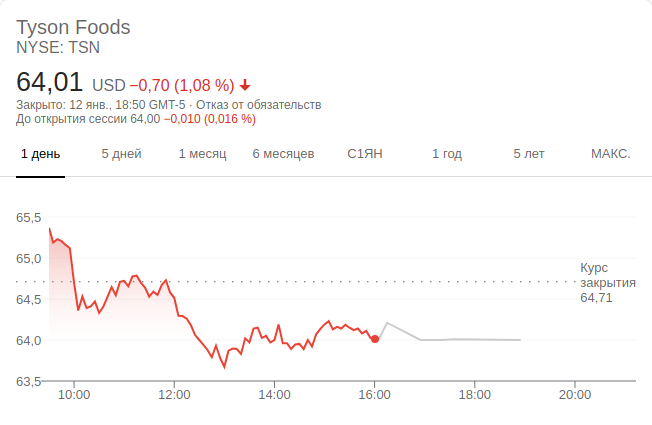 Tyson Foods
NYSE: TSN
64,01 USD −0,70 (1,08 %)
Закрыто: 12 янв., 18:50 GMT-5 · Отказ от обязательств
До открытия сессии 64,00 −0,010 (0,016 %)
1 день 5 дней 1 месяц 6 месяцев С1ЯН 1 год 5 лет МАКС.
65,5
65,0
Курс
закрытия
64,71
64,5
64,0
63,5
10:00 12:00 14:00 16:00 18:00 20:00